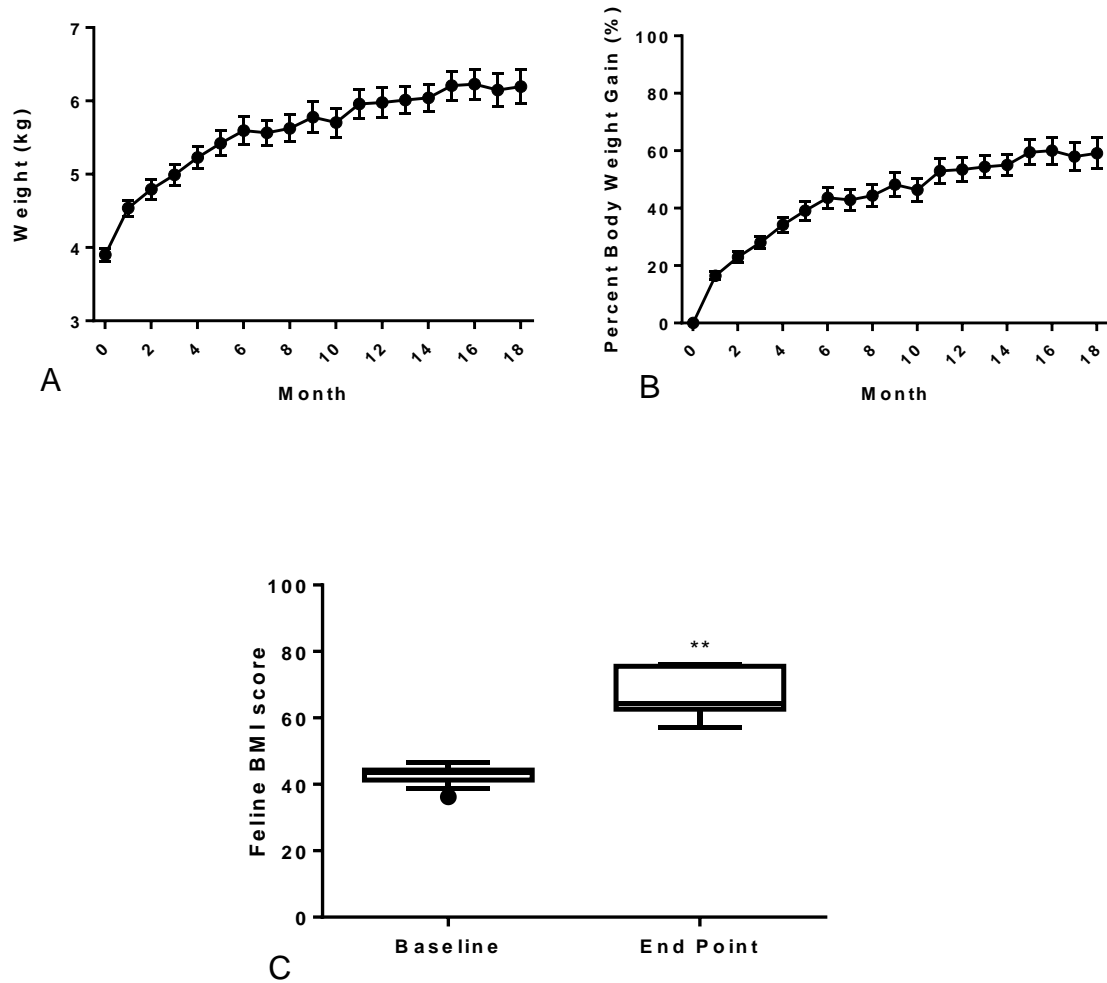 7
6
5
4
3
Weight (kg)
0 2 4 6 8 10 12 14 16 18
Month
A
100
80
60
40
20
0
Percent Body Weight Gain (%)
0 2 4 6 8 10 12 14 16 18
Month
B
100
80
60
40
20
0
Feline BMI score
**
Baseline End Point
C